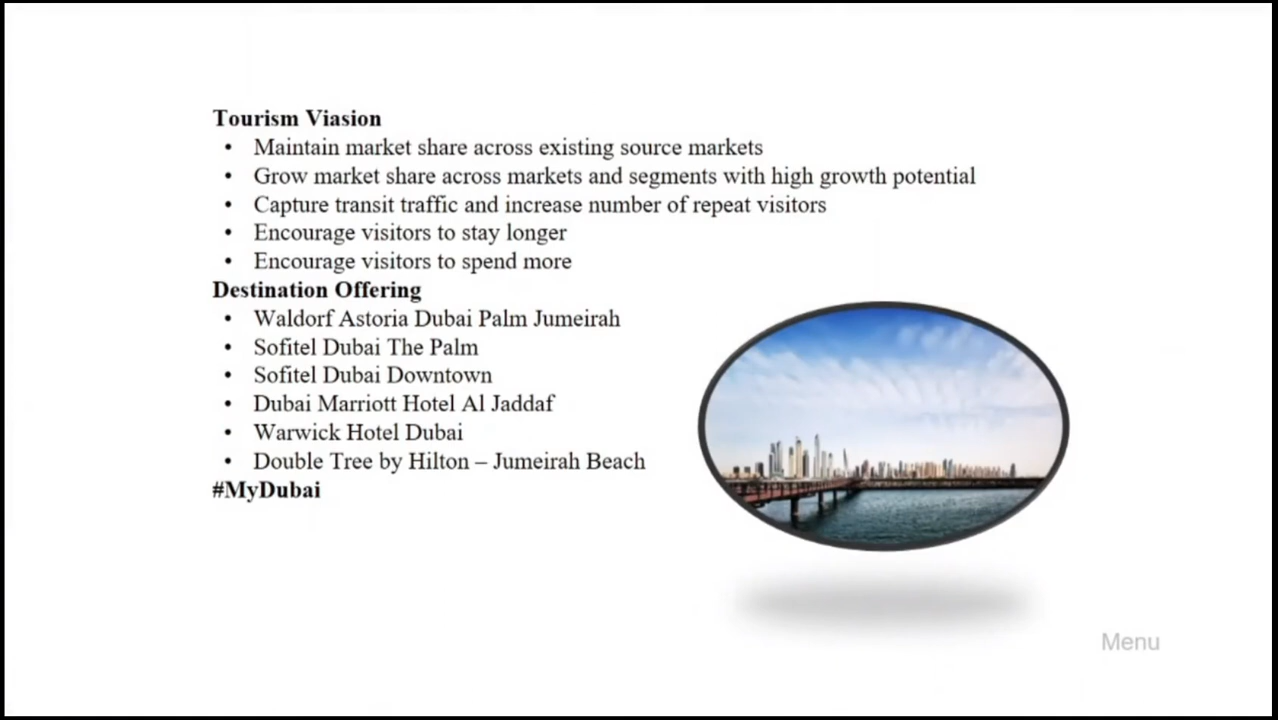 Tourism Viasion
• Maintain market share across existing source markets
• Grow market share across markets and segments with high growth potential
• Capture transit traffic and increase number of repeat visitors
• Encourage visitors to stay longer
• Encourage visitors to spend more
Destination Offering
• Waldorf Astoria Dubai Palm Jumeirah
• Sofitel Dubai The Palm
• Sofitel Dubai Downtown
• Dubai Marriott Hotel Al Jaddaf
• Warwick Hotel Dubai
• Double Tree by Hilton – Jumeirah Beach
#MyDubai
Menu